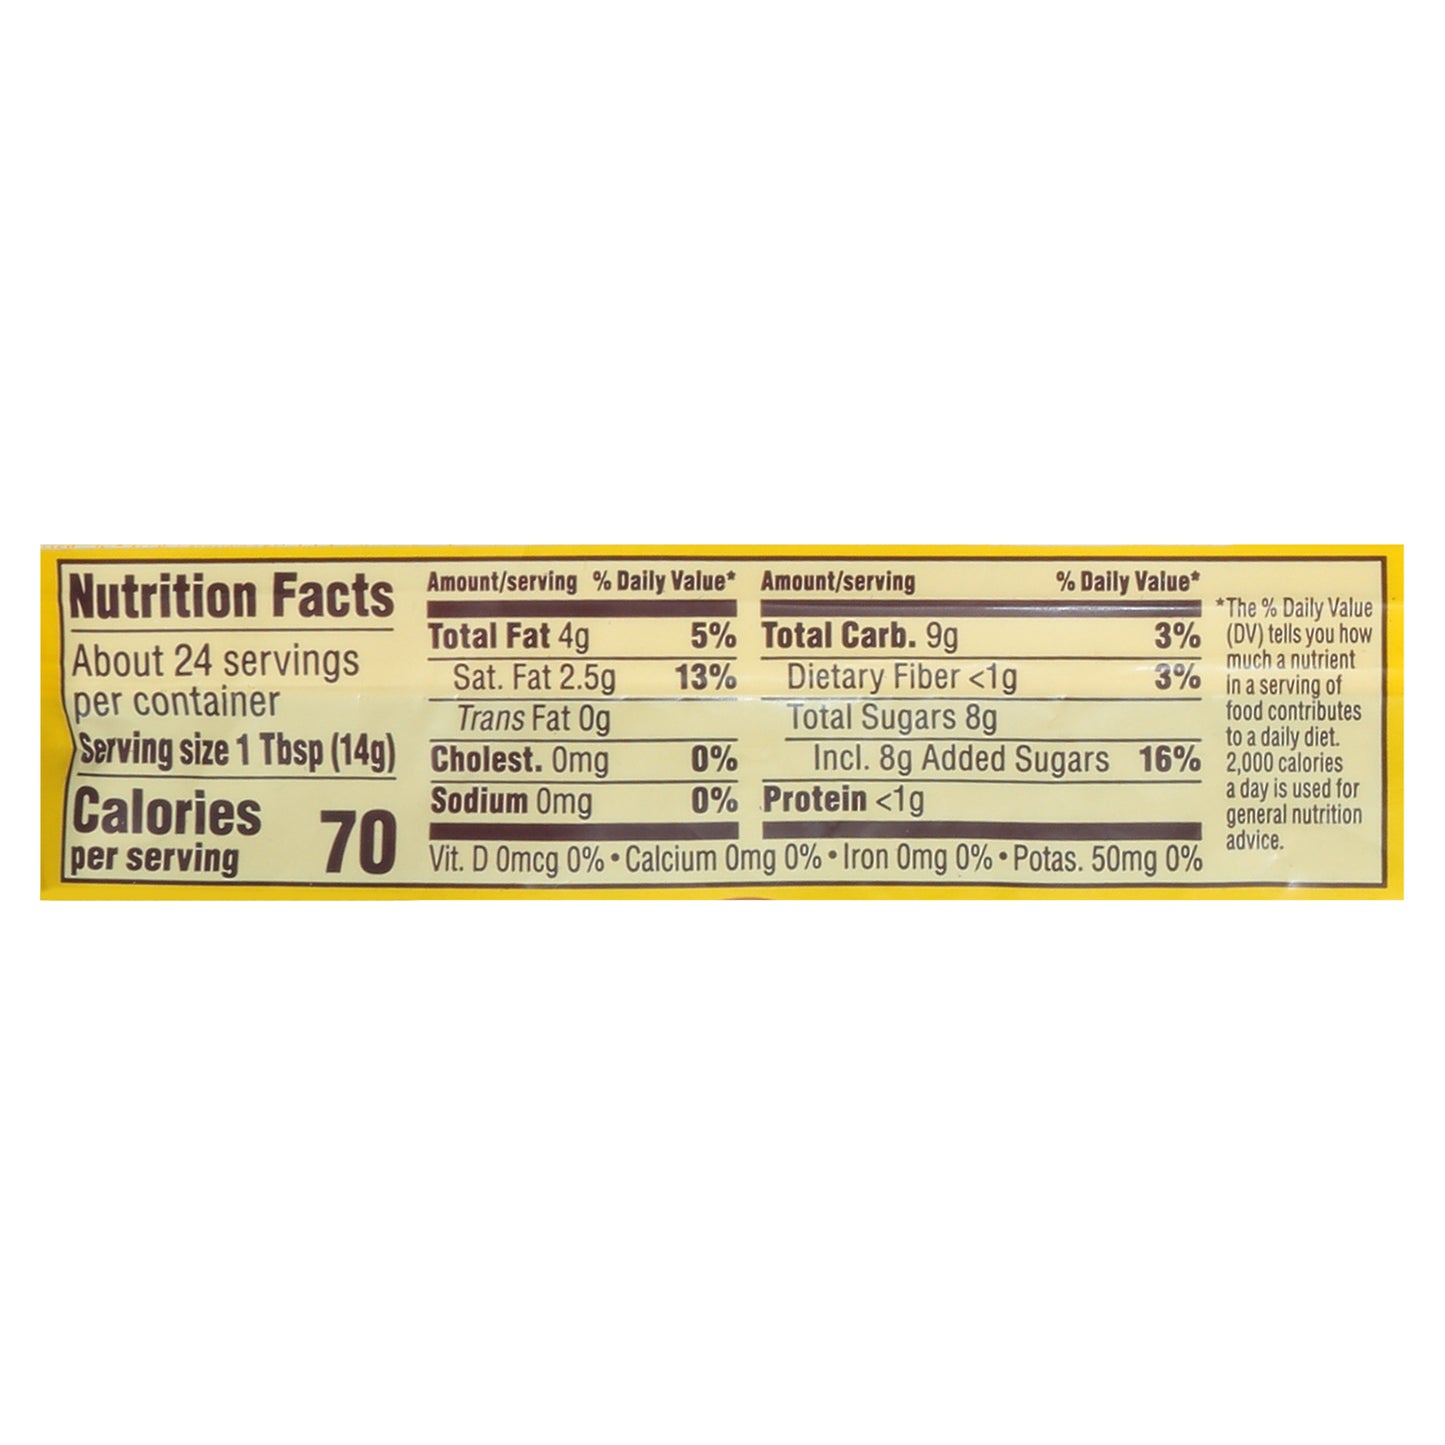 Nutrition Facts
About 24 servings
per container
Serving size 1 Tbsp (14g)
Calories
per serving 70
Amount/serving % Daily Value*
Total Fat 4g 5%
Sat. Fat 2.5g 13%
Trans Fat 0g
Cholest. 0mg 0%
Sodium 0mg 0%
Amount/serving % Daily Value*
Total Carb. 9g 3%
Dietary Fiber <1g 3%
Total Sugars 8g
Incl. 8g Added Sugars 16%
Protein <1g
Vit. D 0mcg 0% • Calcium 0mg 0% • Iron 0mg 0% • Potas. 50mg 0%
*The % Daily Value
(DV) tells you how
much a nutrient
in a serving of
food contributes
to a daily diet.
2,000 calories
a day is used for
general nutrition
advice.